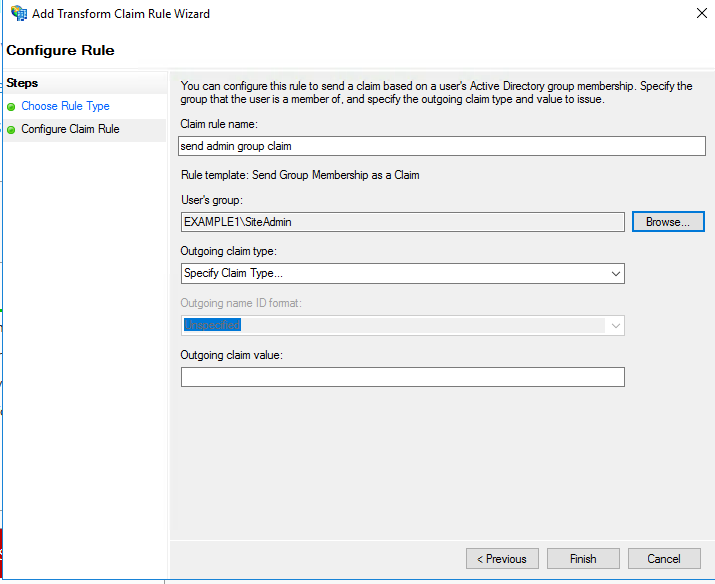 Add Transform Claim Rule Wizard
Configure Rule
Steps
Choose Rule Type
Configure Claim Rule
You can configure this rule to send a claim based on a user's Active Directory group membership. Specify the
group that the user is a member of, and specify the outgoing claim type and value to issue.
Claim rule name:
send admin group claim
Rule template: Send Group Membership as a Claim
User's group:
EXAMPLE1\SiteAdmin
Browse...
Outgoing claim type:
Specify Claim Type...
Outgoing name ID format:
Unspecified
Outgoing claim value:
< Previous
Finish
Cancel